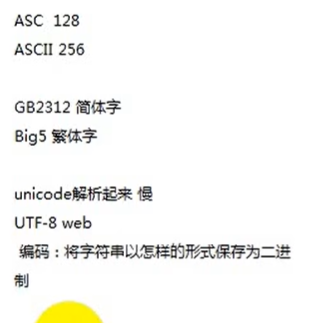 ASC  128
ASCII 256
GB2312 简体字
Big5 繁体字
unicode解析起来 慢
UTF-8 web
编码：将字符串以怎样的形式保存为二进
制